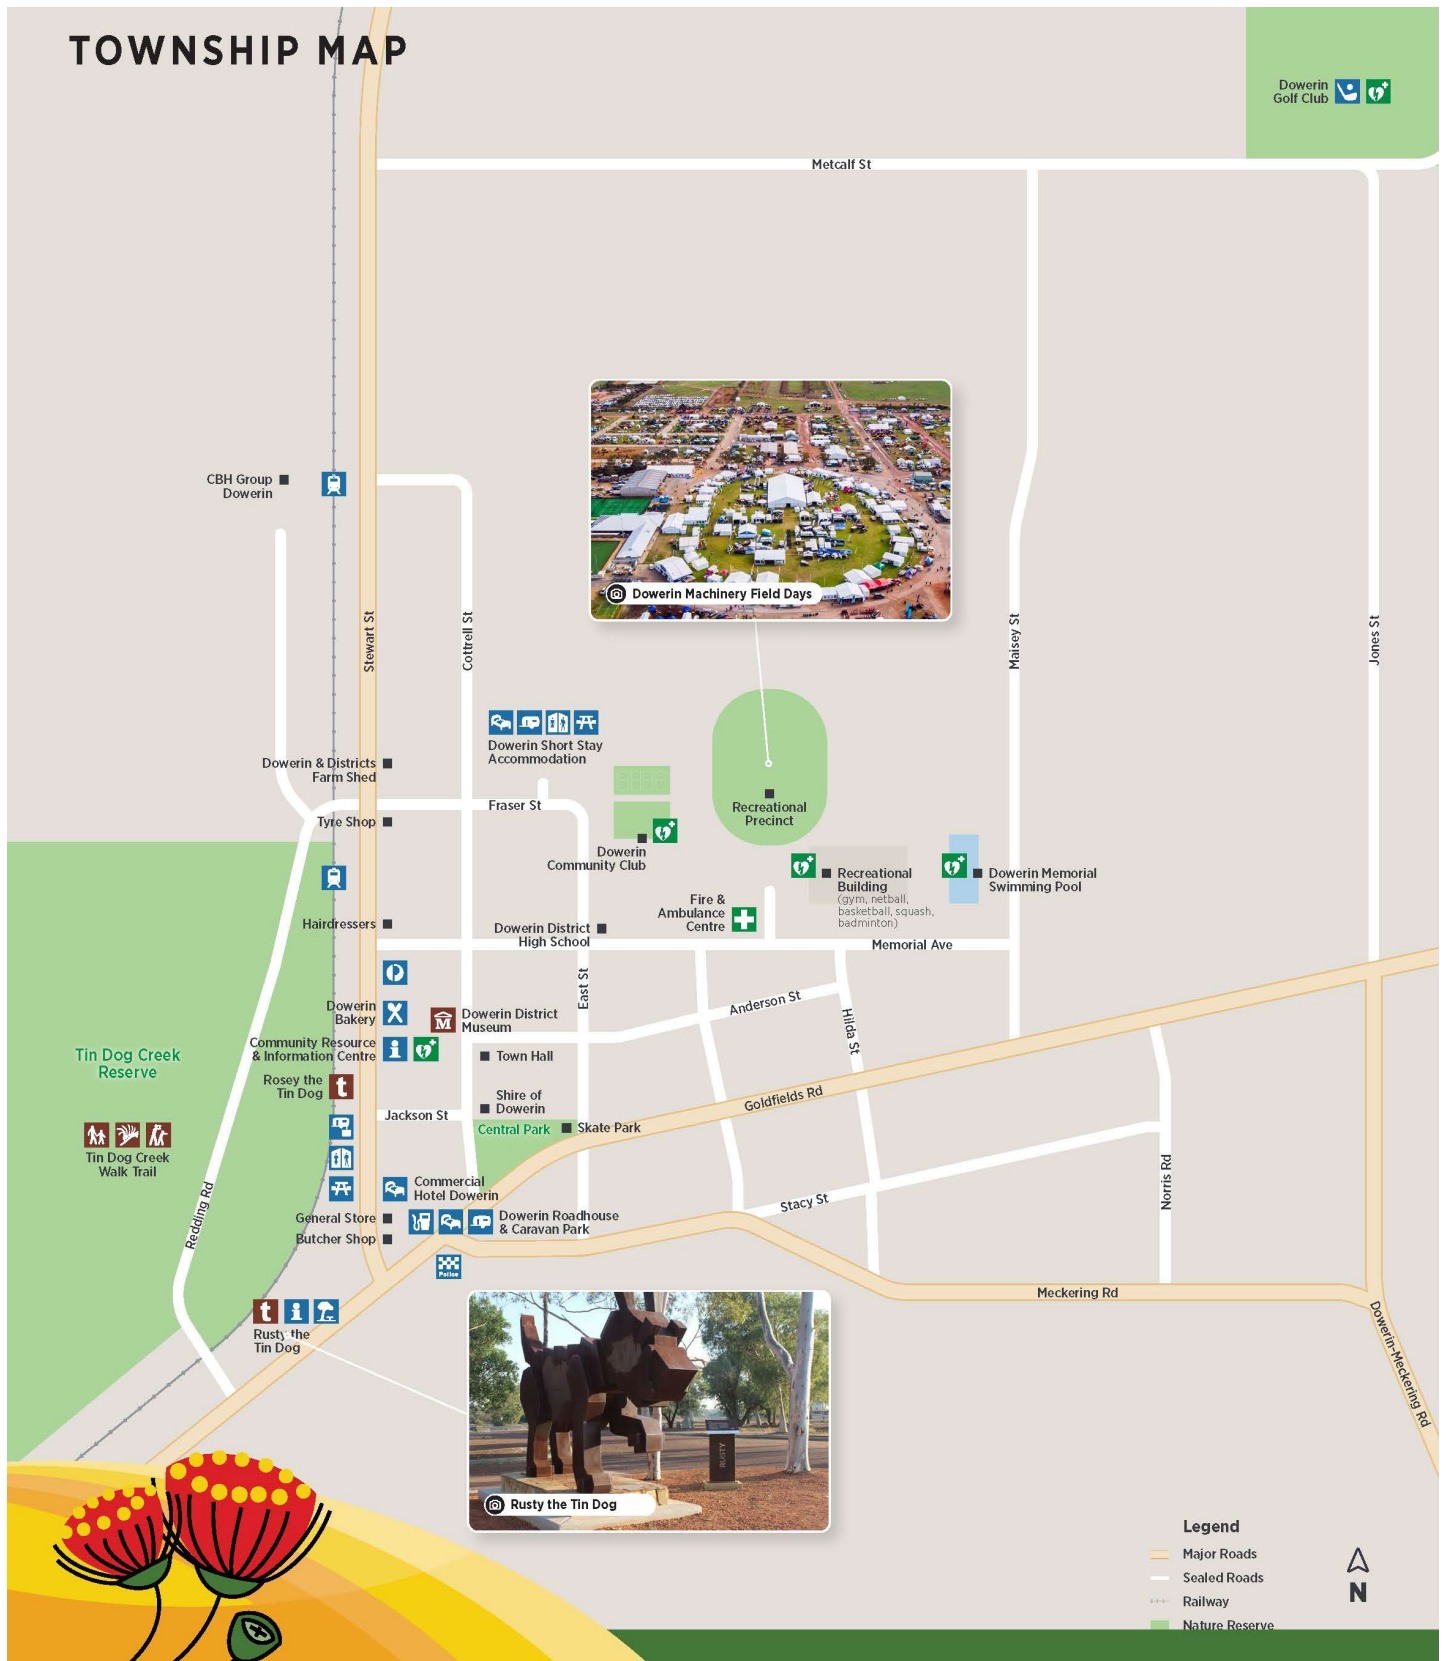 TOWNSHIP MAP
Dowerin
Golf Club
Metcalf St
CBH Group
Dowerin
Dowerin Machinery Field Days
Stewart St
Cottrell St
Maisey St
Jones St
Dowerin Short Stay
Accommodation
Dowerin & Districts
Farm Shed
Fraser St
Tyre Shop
Recreational
Precinct
Dowerin
Community Club
Recreational
Building
(gym, netball,
basketball, squash,
badminton)
Dowerin Memorial
Swimming Pool
Fire &
Ambulance
Centre
Hairdressers
Dowerin District
High School
Memorial Ave
East St
Anderson St
Hilda St
Dowerin
Bakery
M
Dowerin District
Museum
Community Resource
& Information Centre
i
Town Hall
Tin Dog Creek
Reserve
Rosey the
Tin Dog
t
Shire of
Dowerin
Goldfields Rd
Jackson St
Central Park
Skate Park
Tin Dog Creek
Walk Trail
Commercial
Hotel Dowerin
Redding Rd
Norris Rd
Stacy St
General Store
Dowerin Roadhouse
& Caravan Park
Butcher Shop
Police
Meckering Rd
Dowerin-Meckering Rd
t
i
Rusty the
Tin Dog
RUSTY
Rusty the Tin Dog
Legend
Major Roads
Sealed Roads
Railway
Nature Reserve
N